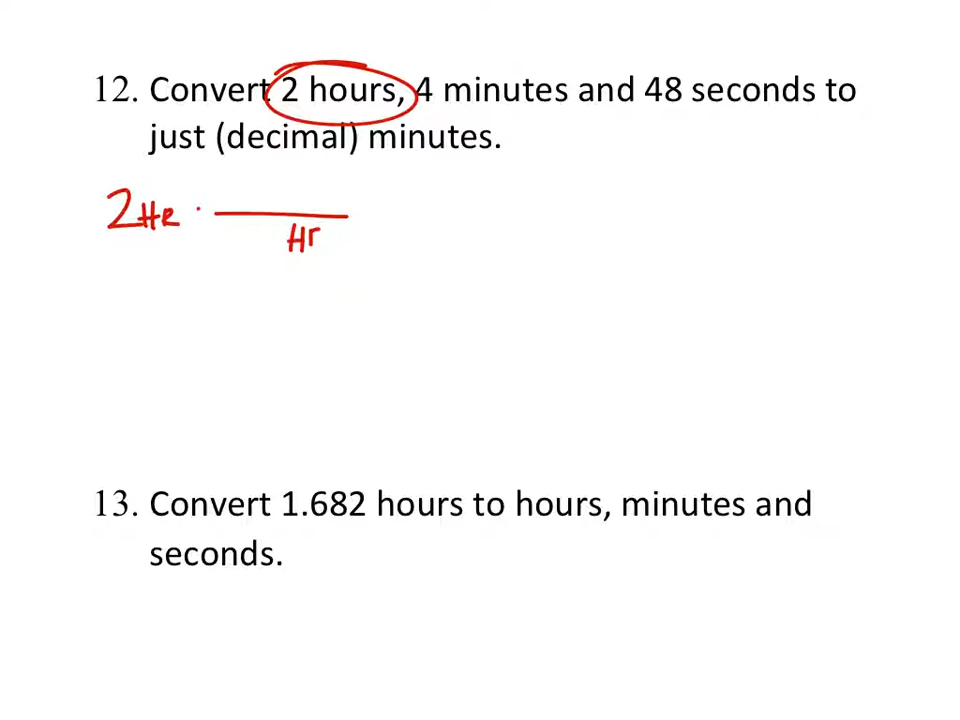 12. Convert 2 hours, 4 minutes and 48 seconds to
just (decimal) minutes.
2HR ·
Hr
13. Convert 1.682 hours to hours, minutes and
seconds.